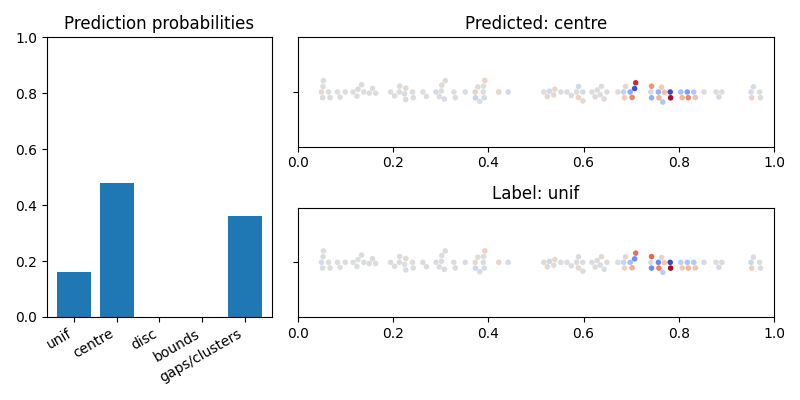 Prediction probabilities
1.0
0.8
0.6
0.4
0.2
0.0
unif
centre
disc
bounds
gaps/clusters
Predicted: centre
0.0 0.2 0.4 0.6 0.8 1.0
Label: unif
0.0 0.2 0.4 0.6 0.8 1.0